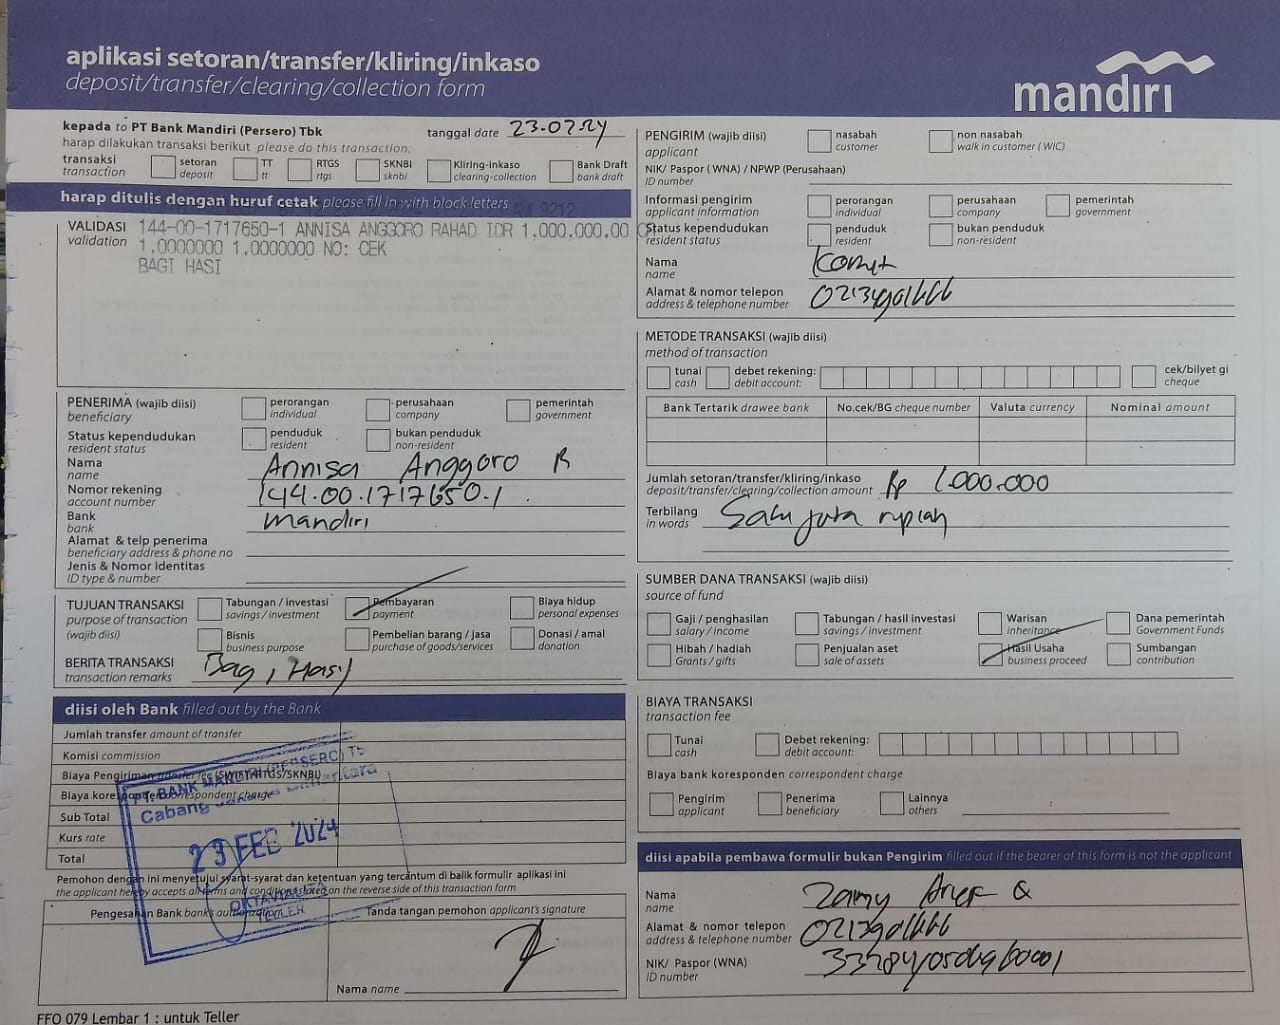 aplikasi setoran/transfer/kliring/inkaso
deposit/transfer/clearing/collection form
mandiri
kepada to PT Bank Mandiri (Persero) Tbk
tanggal date 23.02.24
harap dilakukan transaksi berikut please do this transaction:
transaksi transaction
setoran deposit
TT tt
RTGS rtgs
SKNBI sknbi
Kliring-inkaso clearing-collection
Bank Draft bank draft
harap ditulis dengan huruf cetak please fill in with block letters
VALIDASI validation
144-00-1717650-1 ANNISA ANGGORO RAHAD IDR 1,000,000.00
1.0000000 1.0000000 NO: CEK
BAGI HASI
PENERIMA (wajib diisi) beneficiary
perorangan individual
perusahaan company
pemerintah government
Status kependudukan resident status
penduduk resident
bukan penduduk non-resident
Nama name Annisa Anggoro R
Nomor rekening account number 144.00.1717650.1
Bank bank Mandiri
Alamat & telp penerima beneficiary address & phone no
Jenis & Nomor Identitas ID type & number
TUJUAN TRANSAKSI purpose of transaction (wajib diisi)
Tabungan / investasi savings / investment
Pembayaran payment
Biaya hidup personal expenses
Bisnis business purpose
Pembelian barang / jasa purchase of goods/services
Donasi / amal donation
BERITA TRANSAKSI transaction remarks Bagi Hasil
diisi oleh Bank filled out by the Bank
Jumlah transfer amount of transfer
Komisi commission
Biaya Pengiriman transfer fee (SWIFT/RTGS/SKNBI)
Biaya koresponden correspondent charge
Sub Total
Kurs rate
Total
PT. BANK MANDIRI (PERSERO) Tb
Cabang
23 FEB 2024
TELLER
Pemohon dengan ini menyetujui syarat-syarat dan ketentuan yang tercantum di balik formulir aplikasi ini
the applicant hereby accepts all terms and conditions stated on the reverse side of this transaction form
Pengesahan Bank bank's authorization
Tanda tangan pemohon applicant's signature
Nama name
FFO 079 Lembar 1 : untuk Teller
PENGIRIM (wajib diisi) applicant
nasabah customer
non nasabah walk in customer ( WIC)
NIK/ Paspor ( WNA) / NPWP (Perusahaan)
ID number
Informasi pengirim applicant information
perorangan individual
perusahaan company
pemerintah government
Status kependudukan resident status
penduduk resident
bukan penduduk non-resident
Nama name
Alamat & nomor telepon address & telephone number
METODE TRANSAKSI (wajib diisi)
method of transaction
tunai cash
debet rekening: debit account:
cek/bilyet gi cheque
Bank Tertarik drawee bank
No.cek/BG cheque number
Valuta currency
Nominal amount
Jumlah setoran/transfer/kliring/inkaso
deposit/transfer/clearing/collection amount Rp 1.000.000
Terbilang in words Satu juta rupiah
SUMBER DANA TRANSAKSI (wajib diisi)
source of fund
Gaji / penghasilan salary / income
Tabungan / hasil investasi savings / investment
Warisan inheritance
Dana pemerintah Government Funds
Hibah / hadiah Grants / gifts
Penjualan aset sale of assets
Hasil Usaha business proceed
Sumbangan contribution
BIAYA TRANSAKSI
transaction fee
Tunai cash
Debet rekening: debit account:
Biaya bank koresponden correspondent charge
Pengirim applicant
Penerima beneficiary
Lainnya others
diisi apabila pembawa formulir bukan Pengirim filled out if the bearer of this form is not the applicant
Nama name
Alamat & nomor telepon address & telephone number
NIK/ Paspor (WNA) ID number